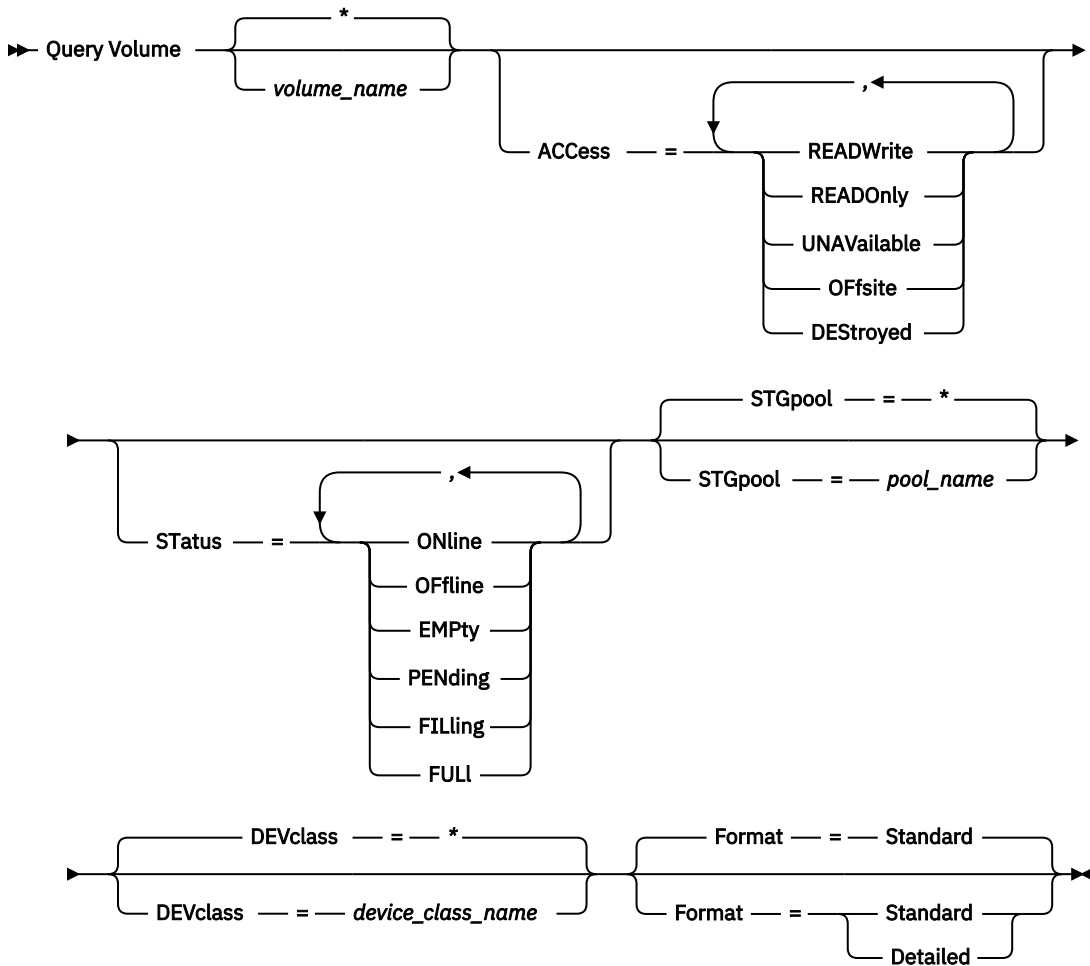 *
Query Volume
volume_name
,
ACCess = READWrite
READOnly
UNAVailable
OFfsite
DEStroyed
STGpool = *
STGpool = pool_name
,
STatus = ONline
OFfline
EMPty
PENding
FILling
FULl
DEVclass = * Format = Standard
DEVclass = device_class_name Format = Standard
Detailed